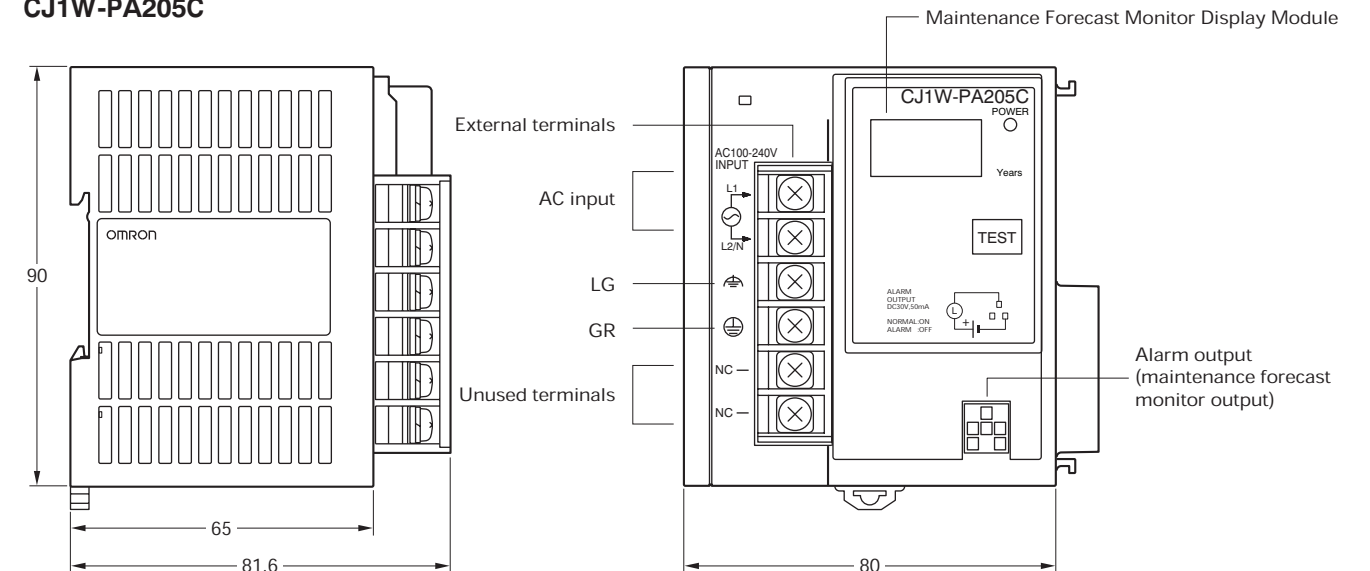 CJ1W-PA205C
Maintenance Forecast Monitor Display Module
90
OMRON
65
81.6
External terminals
AC input
LG
GR
Unused terminals
AC100-240V
INPUT
L1
L2/N
NC
NC
CJ1W-PA205C
POWER
Years
TEST
ALARM
OUTPUT
DC30V,50mA
NORMAL:ON
ALARM :OFF
L
+
Alarm output
(maintenance forecast
monitor output)
80